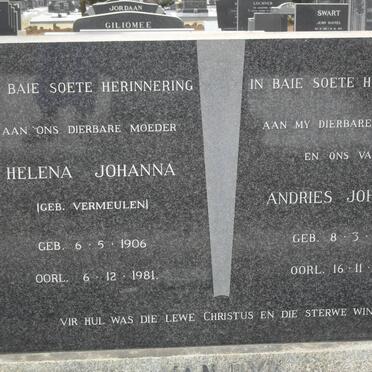 JORDAAN
GILIOMEE
LOCHNER
SWART
BAIE SOETE HERINNERING
AAN ONS DIERBARE MOEDER
HELENA JOHANNA
(GEB. VERMEULEN)
GEB. 6·5·1906
OORL. 6·12·1981.
IN BAIE SOETE H
AAN MY DIERBARE
EN ONS VA
ANDRIES JOH
GEB. 8·3·
OORL. 16·11·
VIR HUL WAS DIE LEWE CHRISTUS EN DIE STERWE WIN